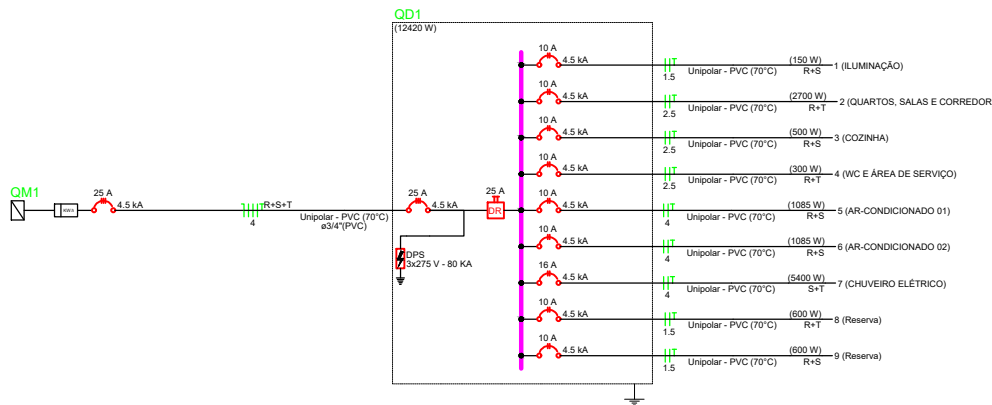 QD1
(12420 W)
10 A
4.5 kA
1.5
Unipolar - PVC (70°C)
(150 W)
R+S
1 (ILUMINAÇÃO)
10 A
4.5 kA
2.5
Unipolar - PVC (70°C)
(2700 W)
R+T
2 (QUARTOS, SALAS E CORREDOR
10 A
4.5 kA
2.5
Unipolar - PVC (70°C)
(500 W)
R+S
3 (COZINHA)
10 A
4.5 kA
2.5
Unipolar - PVC (70°C)
(300 W)
R+T
4 (WC E ÁREA DE SERVIÇO)
QM1
25 A
4.5 kA
R+S+T
4
Unipolar - PVC (70°C)
ø3/4"(PVC)
25 A
4.5 kA
25 A
DR
DPS
3x275 V - 80 KA
10 A
4.5 kA
4
Unipolar - PVC (70°C)
(1085 W)
R+S
5 (AR-CONDICIONADO 01)
10 A
4.5 kA
4
Unipolar - PVC (70°C)
(1085 W)
R+S
6 (AR-CONDICIONADO 02)
16 A
4.5 kA
4
Unipolar - PVC (70°C)
(5400 W)
S+T
7 (CHUVEIRO ELÉTRICO)
10 A
4.5 kA
1.5
Unipolar - PVC (70°C)
(600 W)
R+T
8 (Reserva)
10 A
4.5 kA
1.5
Unipolar - PVC (70°C)
(600 W)
R+S
9 (Reserva)